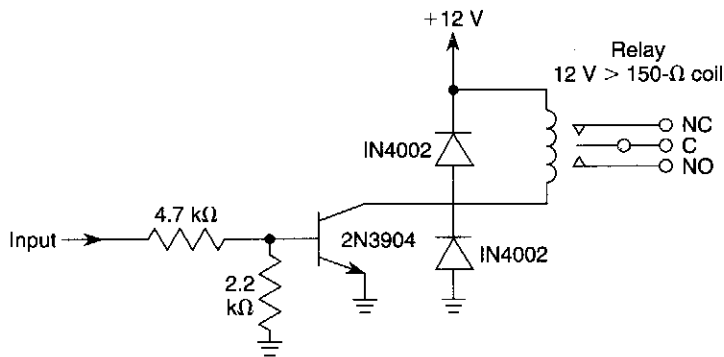 +12 V
Relay
12 V > 150-Ω coil
NC
C
NO
IN4002
4.7 kΩ
Input
2N3904
IN4002
2.2
kΩ